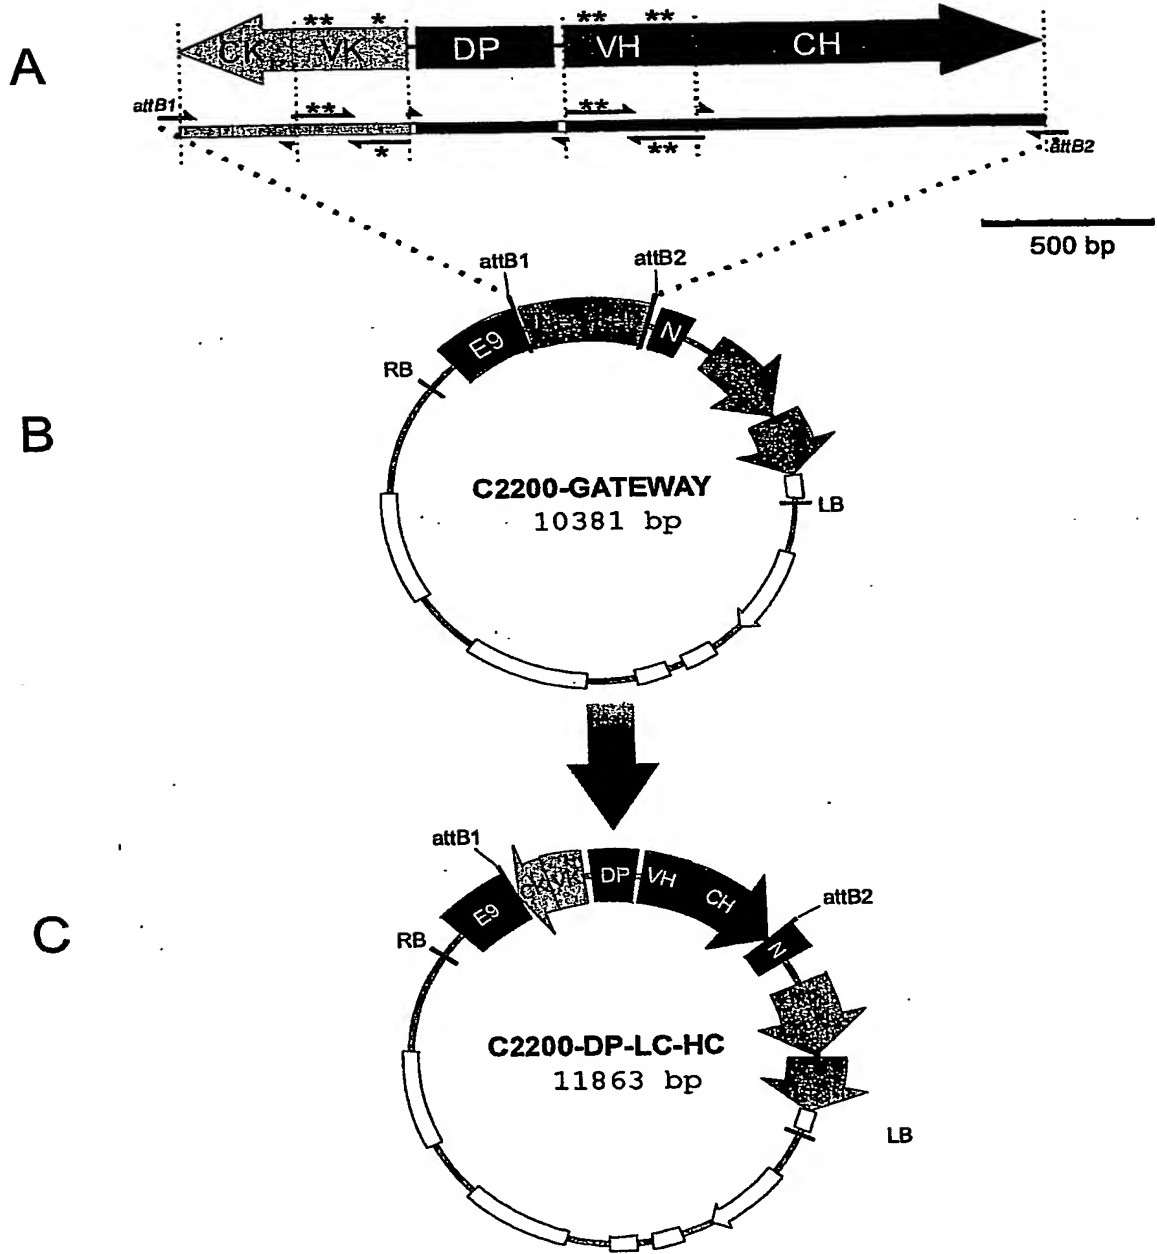 ** * ** **
A
CK VK DP VH CH
attB1
** **
* **
attB2
500 bp
attB1 attB2
E9 N
RB
B
C2200-GATEWAY
10381 bp
LB
attB1
CK VK DP VH CH
attB2
E9 N
C
RB
C2200-DP-LC-HC
11863 bp
LB